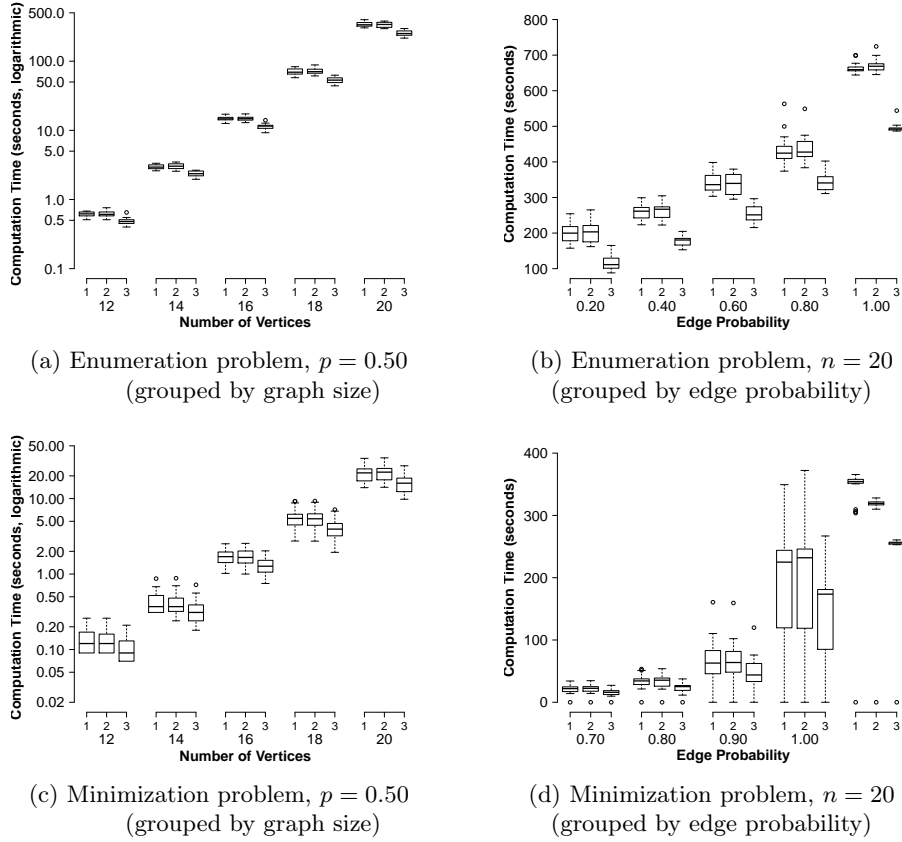 Computation Time (seconds, logarithmic)
500.0
100.0
50.0
10.0
5.0
1.0
0.5
0.1
1 2 3 1 2 3 1 2 3 1 2 3 1 2 3
12 14 16 18 20
Number of Vertices
(a) Enumeration problem, p = 0.50
(grouped by graph size)
Computation Time (seconds)
800
700
600
500
400
300
200
100
1 2 3 1 2 3 1 2 3 1 2 3 1 2 3
0.20 0.40 0.60 0.80 1.00
Edge Probability
(b) Enumeration problem, n = 20
(grouped by edge probability)
Computation Time (seconds, logarithmic)
50.00
20.00
10.00
5.00
2.00
1.00
0.50
0.20
0.10
0.05
0.02
1 2 3 1 2 3 1 2 3 1 2 3 1 2 3
12 14 16 18 20
Number of Vertices
(c) Minimization problem, p = 0.50
(grouped by graph size)
Computation Time (seconds)
400
300
200
100
0
1 2 3 1 2 3 1 2 3 1 2 3 1 2 3
0.70 0.80 0.90 1.00
Edge Probability
(d) Minimization problem, n = 20
(grouped by edge probability)